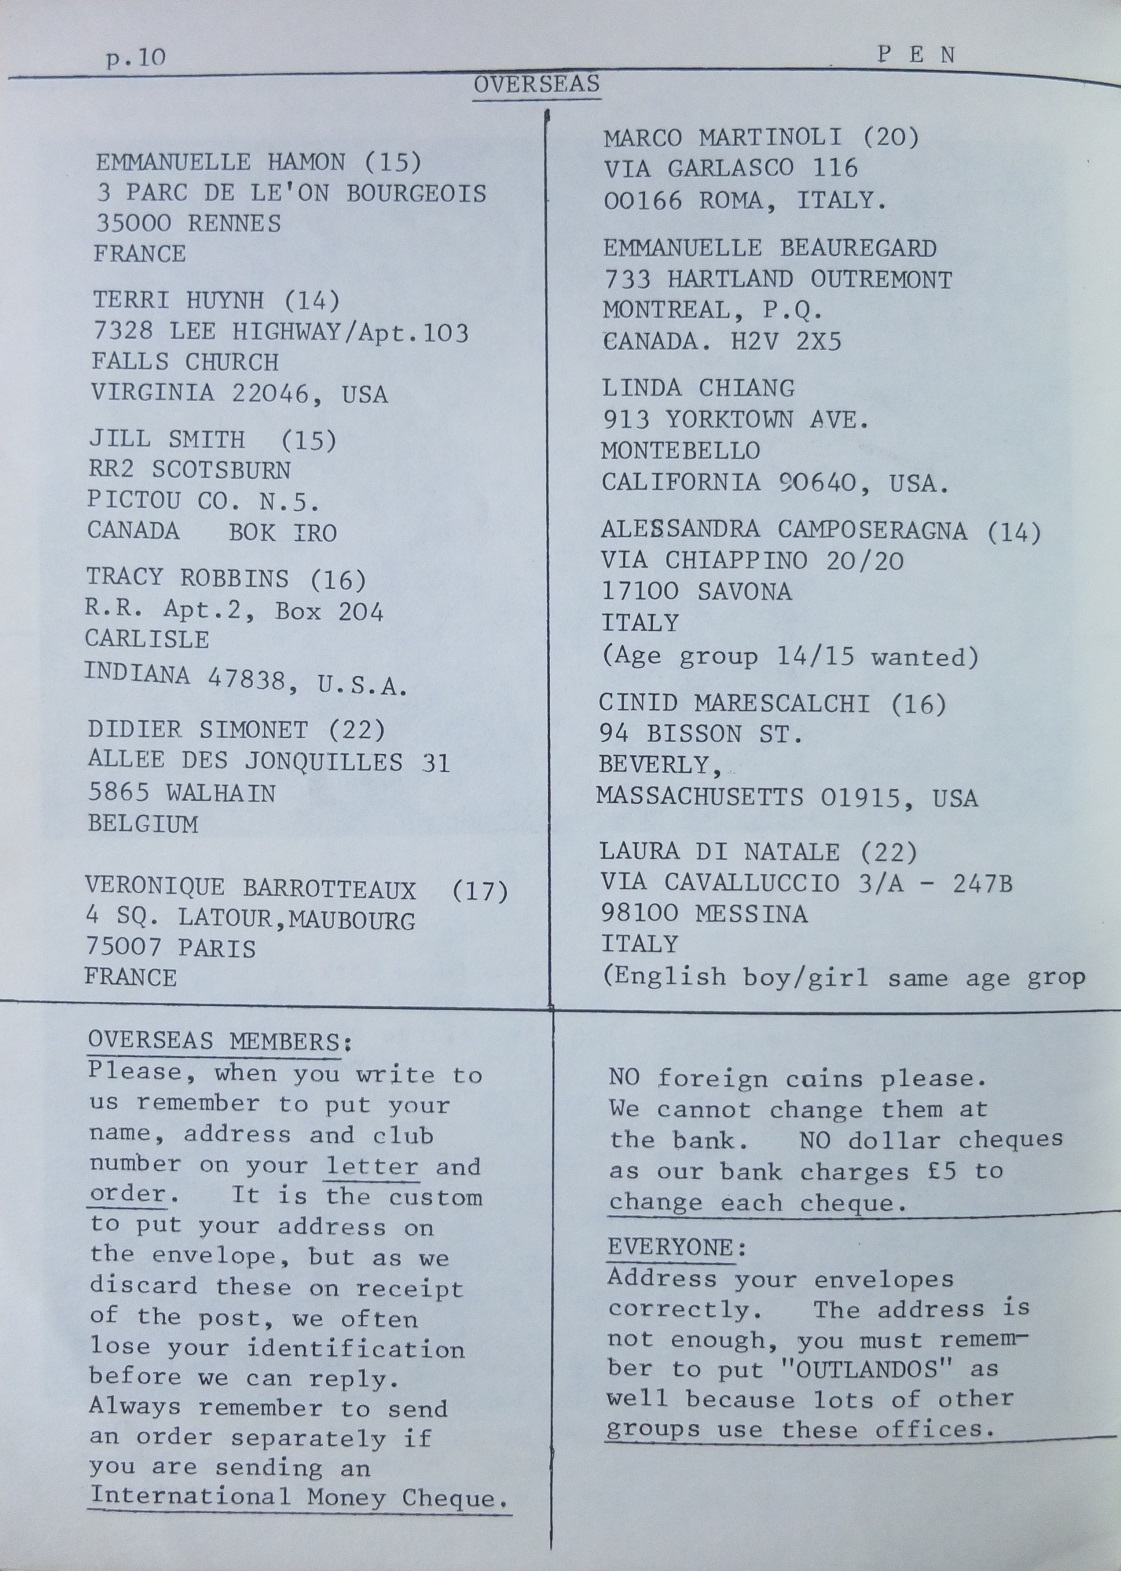 p.10
P E N
OVERSEAS
EMMANUELLE HAMON (15)
3 PARC DE LE'ON BOURGEOIS
35000 RENNES
FRANCE
TERRI HUYNH (14)
7328 LEE HIGHWAY/Apt.103
FALLS CHURCH
VIRGINIA 22046, USA
JILL SMITH (15)
RR2 SCOTSBURN
PICTOU CO. N.5.
CANADA BOK IRO
TRACY ROBBINS (16)
R.R. Apt.2, Box 204
CARLISLE
INDIANA 47838, U.S.A.
DIDIER SIMONET (22)
ALLEE DES JONQUILLES 31
5865 WALHAIN
BELGIUM
VERONIQUE BARROTTEAUX (17)
4 SQ. LATOUR,MAUBOURG
75007 PARIS
FRANCE
MARCO MARTINOLI (20)
VIA GARLASCO 116
00166 ROMA, ITALY.
EMMANUELLE BEAUREGARD
733 HARTLAND OUTREMONT
MONTREAL, P.Q.
CANADA. H2V 2X5
LINDA CHIANG
913 YORKTOWN AVE.
MONTEBELLO
CALIFORNIA 90640, USA.
ALESSANDRA CAMPOSERAGNA (14)
VIA CHIAPPINO 20/20
17100 SAVONA
ITALY
(Age group 14/15 wanted)
CINID MARESCALCHI (16)
94 BISSON ST.
BEVERLY,
MASSACHUSETTS 01915, USA
LAURA DI NATALE (22)
VIA CAVALLUCCIO 3/A - 247B
98100 MESSINA
ITALY
(English boy/girl same age grop
OVERSEAS MEMBERS:
Please, when you write to
us remember to put your
name, address and club
number on your letter and
order. It is the custom
to put your address on
the envelope, but as we
discard these on receipt
of the post, we often
lose your identification
before we can reply.
Always remember to send
an order separately if
you are sending an
International Money Cheque.
NO foreign coins please.
We cannot change them at
the bank. NO dollar cheques
as our bank charges £5 to
change each cheque.
EVERYONE:
Address your envelopes
correctly. The address is
not enough, you must remem-
ber to put "OUTLANDOS" as
well because lots of other
groups use these offices.